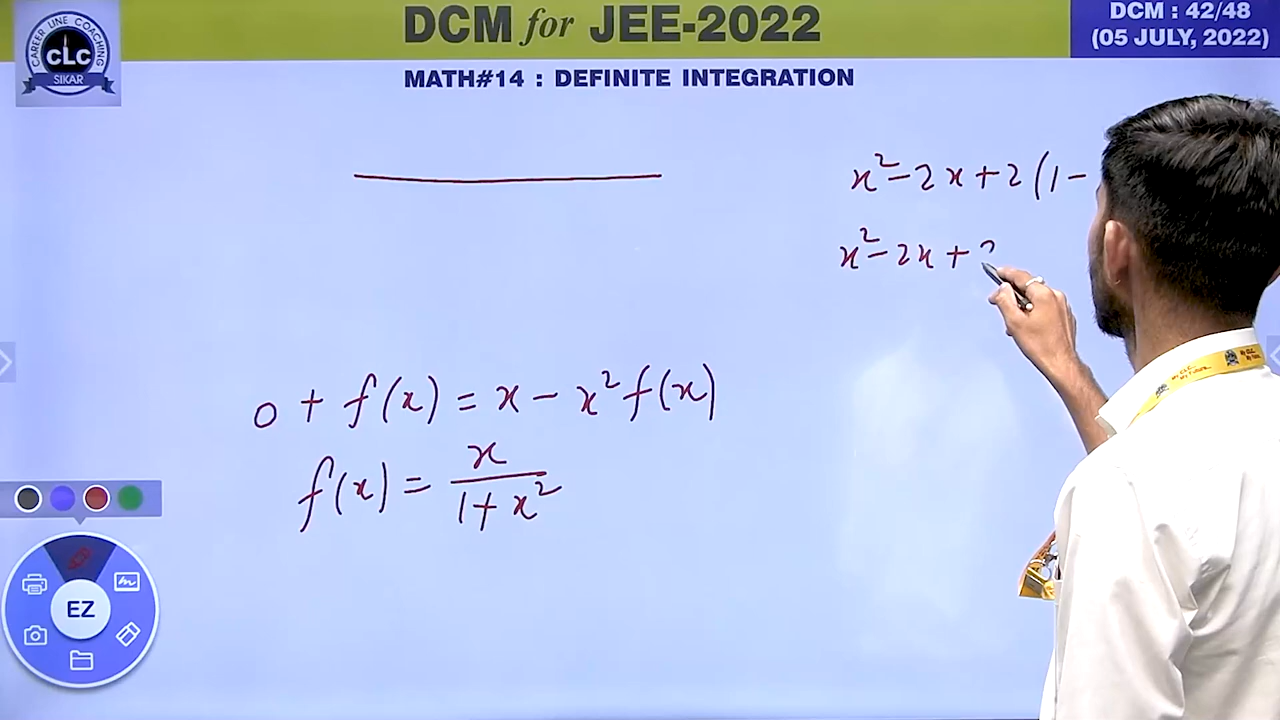 DCM for JEE-2022
DCM : 42/48
(05 JULY, 2022)
CAREER LINE COACHING
CLC
SIKAR
MATH#14 : DEFINITE INTEGRATION
x² - 2x + 2 (1 -
x² - 2x +
0 + f(x) = x - x² f(x)
f(x) = x / (1 + x²)
EZ